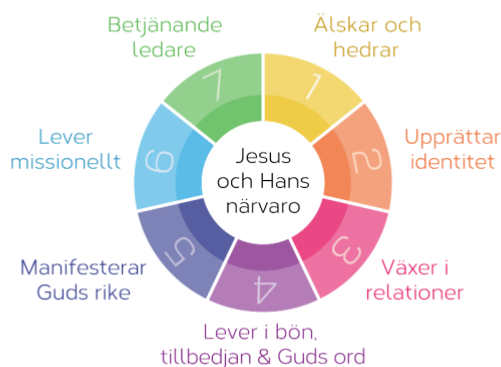 Betjänande
ledare
Älskar och
hedrar
7
1
Lever
missionellt
6
Jesus
och Hans
närvaro
2
Upprättar
identitet
Manifesterar
Guds rike
5
4
3
Växer i
relationer
Lever i bön,
tillbedjan & Guds ord